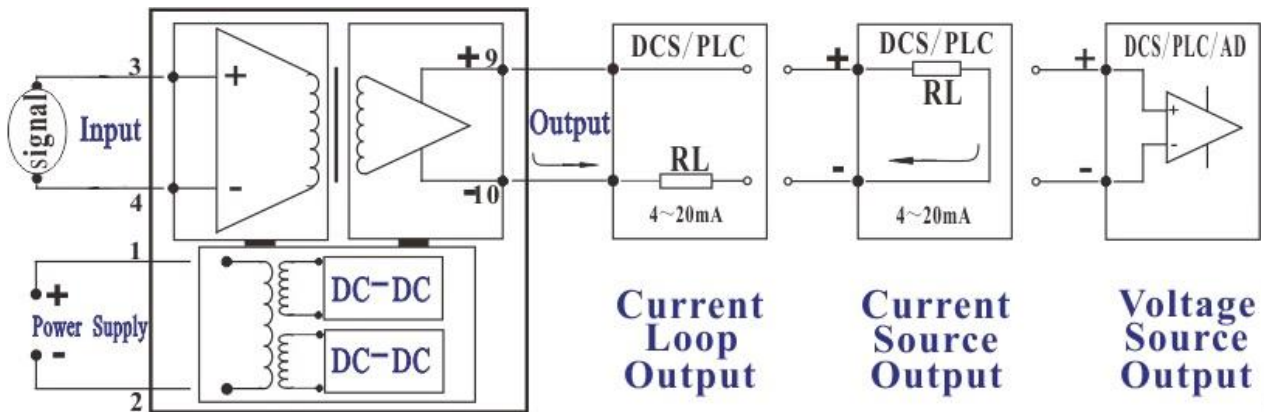 3
+
signal
Input
-
4
1
+
Power Supply
-
2
DC-DC
DC-DC
+
9
-
10
Output
DCS/PLC
RL
4~20mA
Current
Loop
Output
+
DCS/PLC
RL
-
4~20mA
Current
Source
Output
+
DCS/PLC/AD
+
-
-
Voltage
Source
Output